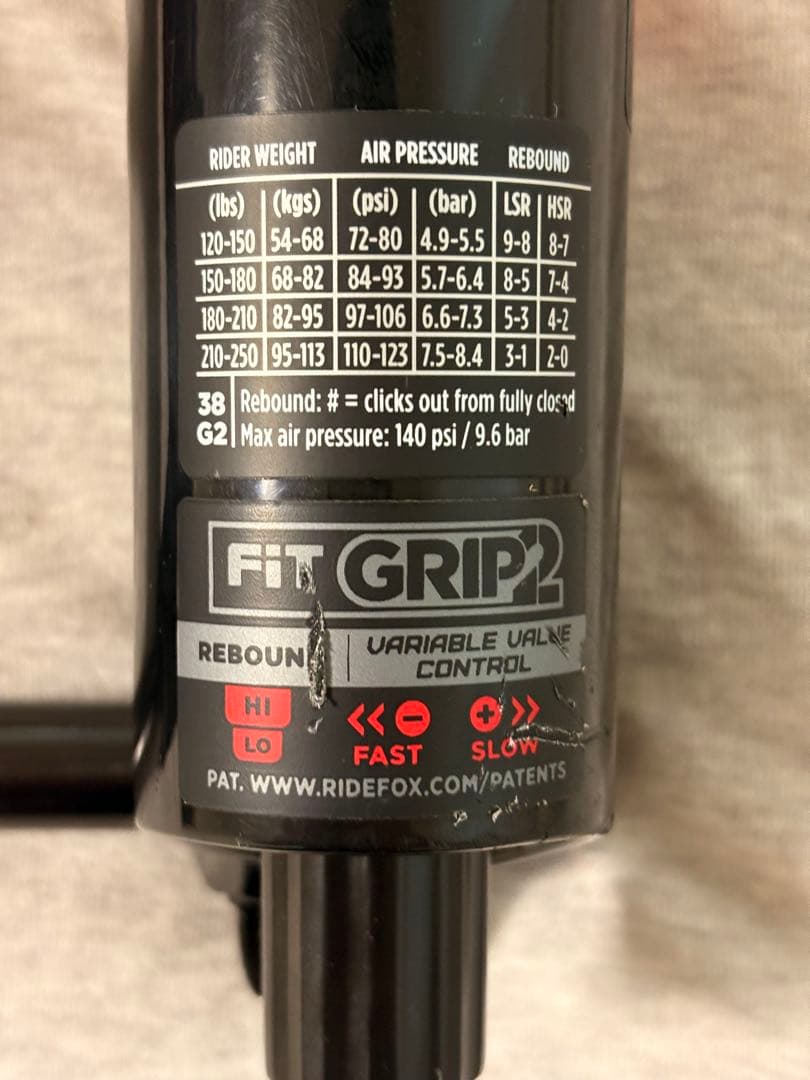 RIDER WEIGHT AIR PRESSURE REBOUND
(lbs) (kgs) (psi) (bar) LSR HSR
120-150 54-68 72-80 4.9-5.5 9-8 8-7
150-180 68-82 84-93 5.7-6.4 8-5 7-4
180-210 82-95 97-106 6.6-7.3 5-3 4-2
210-250 95-113 110-123 7.5-8.4 3-1 2-0
38 Rebound: # = clicks out from fully closed
G2 Max air pressure: 140 psi / 9.6 bar
FiT GRIP2
REBOUND VARIABLE VALVE
CONTROL
HI
LO
<< - + >>
FAST SLOW
PAT. WWW.RIDEFOX.COM/PATENTS